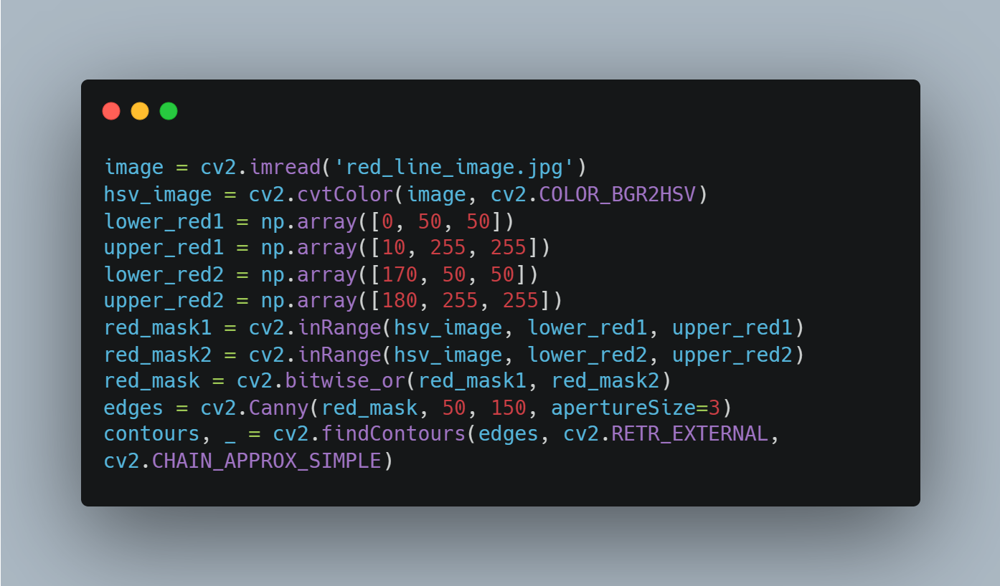 image = cv2.imread('red_line_image.jpg')
hsv_image = cv2.cvtColor(image, cv2.COLOR_BGR2HSV)
lower_red1 = np.array([0, 50, 50])
upper_red1 = np.array([10, 255, 255])
lower_red2 = np.array([170, 50, 50])
upper_red2 = np.array([180, 255, 255])
red_mask1 = cv2.inRange(hsv_image, lower_red1, upper_red1)
red_mask2 = cv2.inRange(hsv_image, lower_red2, upper_red2)
red_mask = cv2.bitwise_or(red_mask1, red_mask2)
edges = cv2.Canny(red_mask, 50, 150, apertureSize=3)
contours, _ = cv2.findContours(edges, cv2.RETR_EXTERNAL,
cv2.CHAIN_APPROX_SIMPLE)